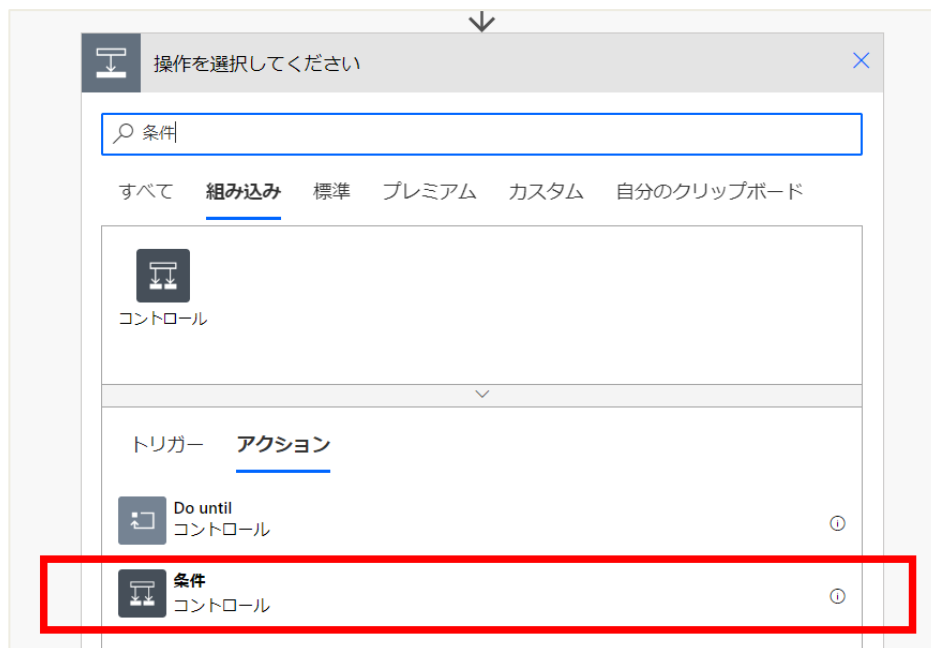 操作を選択してください
条件
すべて 組み込み 標準 プレミアム カスタム 自分のクリップボード
コントロール
トリガー アクション
Do until
コントロール
条件
コントロール